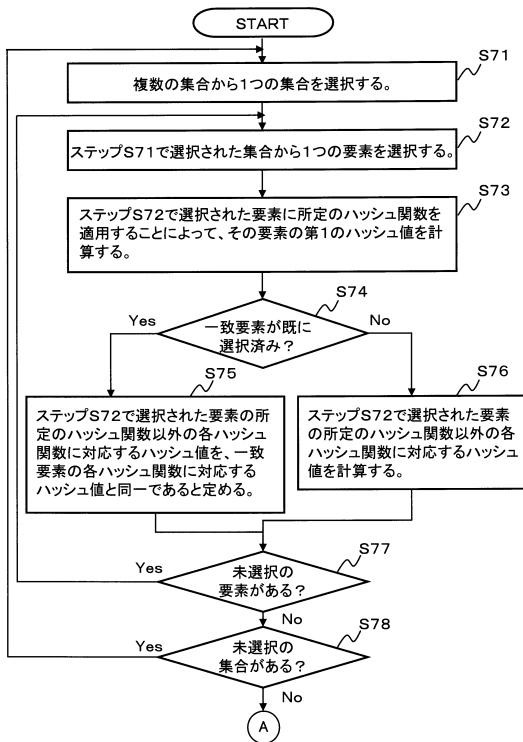 START
S71
複数の集合から1つの集合を選択する。
S72
ステップS71で選択された集合から1つの要素を選択する。
S73
ステップS72で選択された要素に所定のハッシュ関数を
適用することによって、その要素の第1のハッシュ値を計
算する。
S74
Yes
一致要素が既に
選択済み？
No
S75
ステップS72で選択された要素の所
定のハッシュ関数以外の各ハッシュ
関数に対応するハッシュ値を、一致
要素の各ハッシュ関数に対応する
ハッシュ値と同一であると定める。
S76
ステップS72で選択された要素
の所定のハッシュ関数以外の各
ハッシュ関数に対応するハッシュ
値を計算する。
S77
Yes
未選択の
要素がある？
No
S78
Yes
未選択の
集合がある？
No
A